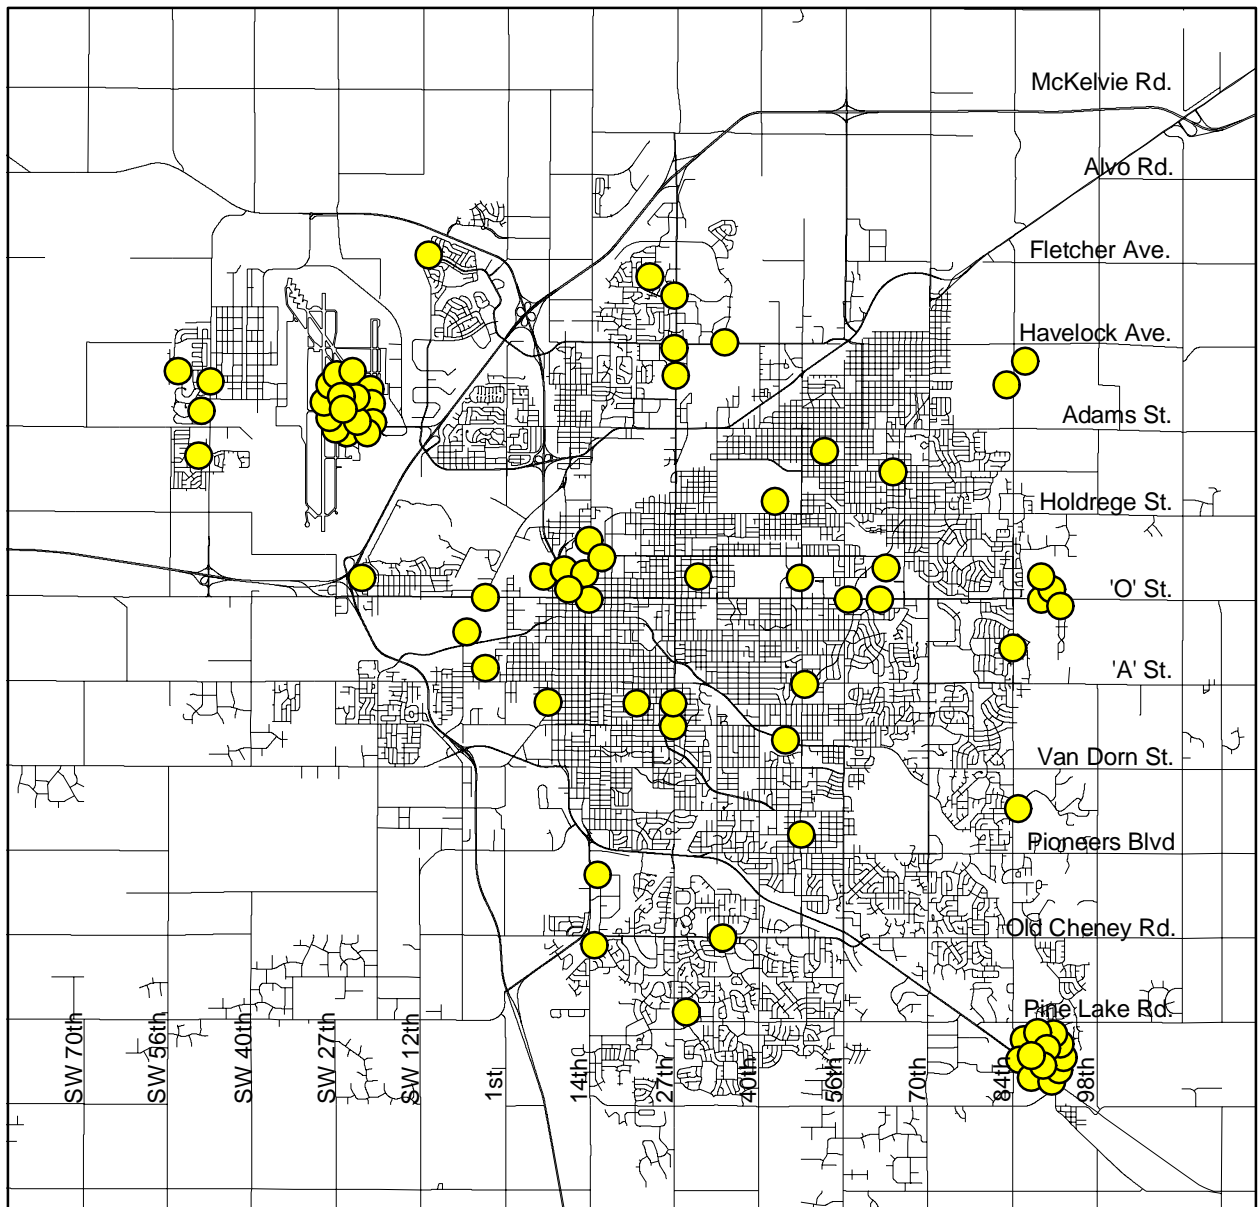 McKelvie Rd.
Alvo Rd.
Fletcher Ave.
Havelock Ave.
Adams St.
Holdrege St.
'O' St.
'A' St.
Van Dorn St.
Pioneers Blvd
Old Cheney Rd.
Pine Lake Rd.
SW 70th
SW 56th
SW 40th
SW 27th
SW 12th
1st
14th
27th
40th
56th
70th
84th
98th